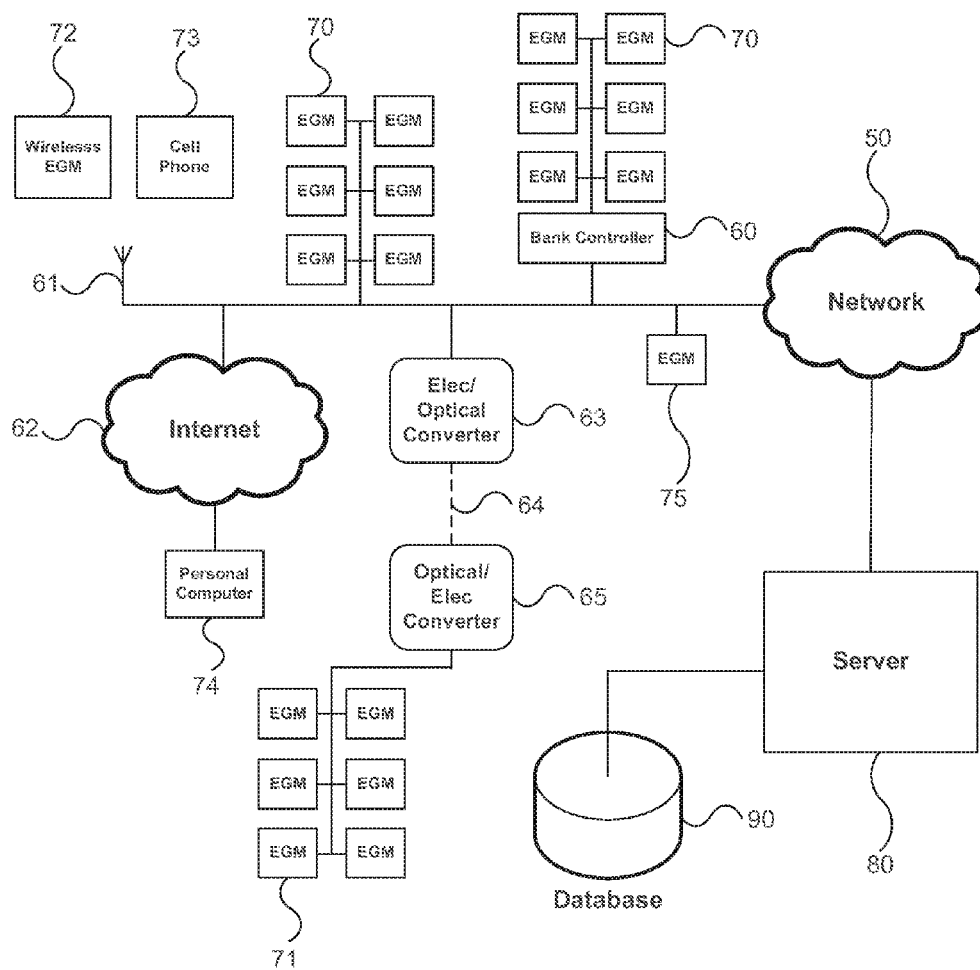 72
73
70
70
EGM EGM
EGM EGM
EGM EGM
EGM EGM
EGM EGM
EGM EGM
Wirelesss
EGM
Cell
Phone
50
Bank Controller
60
61
Network
EGM
75
Elec/
Optical
Converter
63
62
Internet
64
Personal
Computer
74
Optical/
Elec
Converter
65
Server
80
EGM EGM
EGM EGM
EGM EGM
71
90
Database